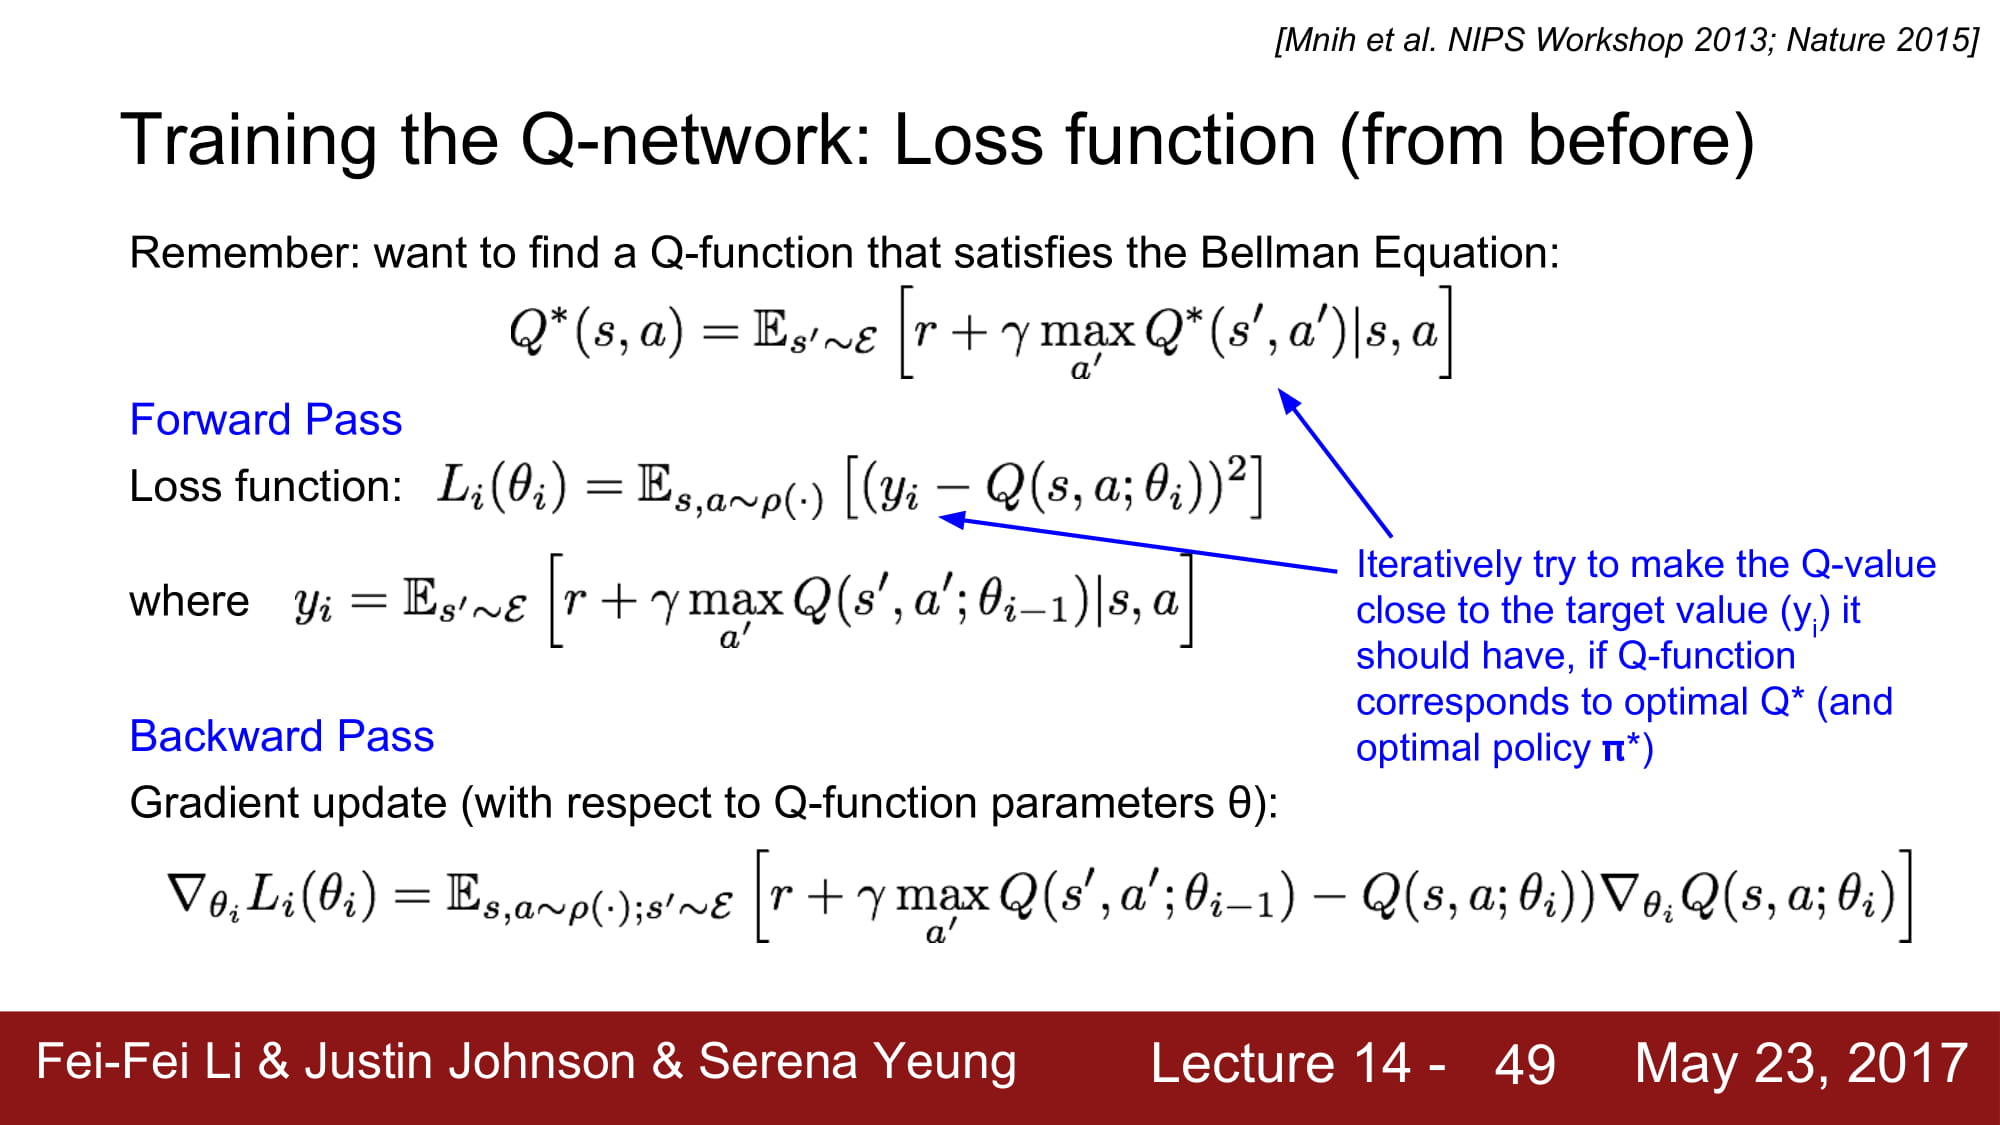 [Mnih et al. NIPS Workshop 2013; Nature 2015]
Training the Q-network: Loss function (from before)
Remember: want to find a Q-function that satisfies the Bellman Equation:
$Q^*(s, a) = \mathbb{E}_{s' \sim \mathcal{E}} \left[ r + \gamma \max_{a'} Q^*(s', a') | s, a \right]$
Forward Pass
Loss function: $L_i(\theta_i) = \mathbb{E}_{s,a \sim \rho(\cdot)} \left[ (y_i - Q(s, a; \theta_i))^2 \right]$
where $y_i = \mathbb{E}_{s' \sim \mathcal{E}} \left[ r + \gamma \max_{a'} Q(s', a'; \theta_{i-1}) | s, a \right]$
Iteratively try to make the Q-value
close to the target value (y_i) it
should have, if Q-function
corresponds to optimal Q* (and
optimal policy π*)
Backward Pass
Gradient update (with respect to Q-function parameters θ):
$\nabla_{\theta_i} L_i(\theta_i) = \mathbb{E}_{s,a \sim \rho(\cdot); s' \sim \mathcal{E}} \left[ r + \gamma \max_{a'} Q(s', a'; \theta_{i-1}) - Q(s, a; \theta_i)) \nabla_{\theta_i} Q(s, a; \theta_i) \right]$
Fei-Fei Li & Justin Johnson & Serena Yeung Lecture 14 - 49 May 23, 2017